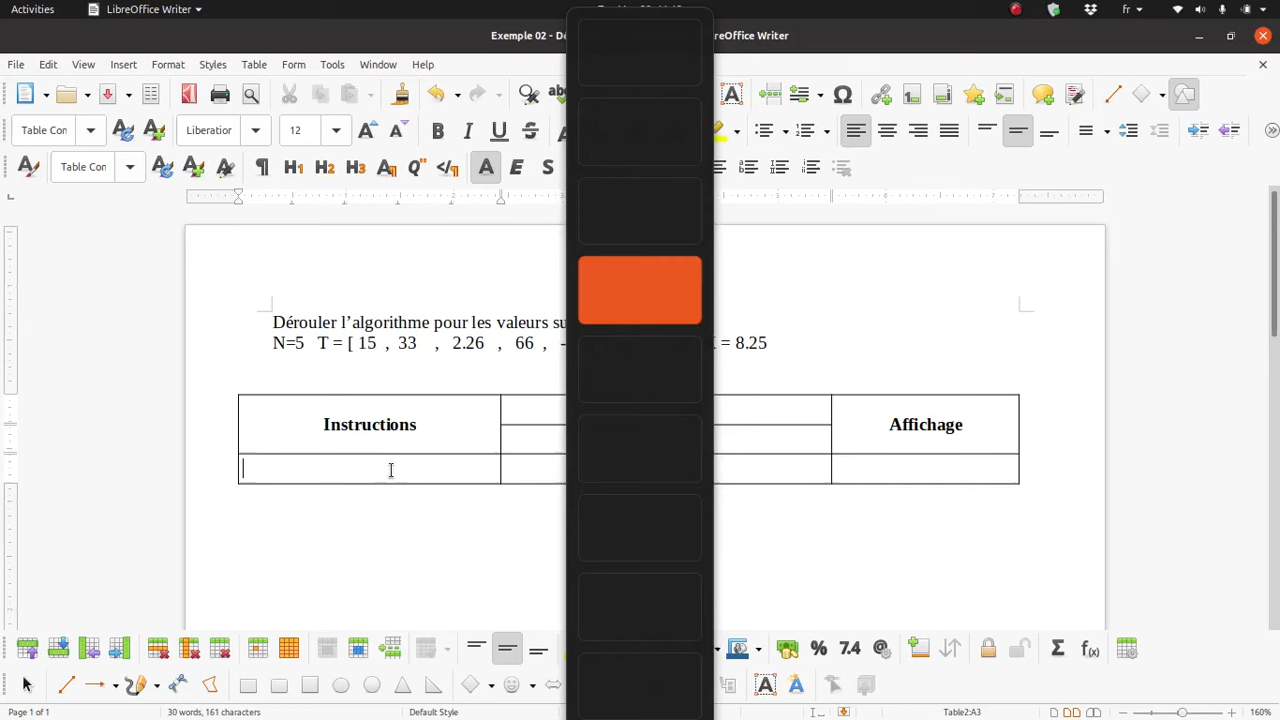 Activities LibreOffice Writer fr
Exemple 02 - Dé reOffice Writer
File Edit View Insert Format Styles Table Form Tools Window Help
Table Con Liberation 12
Table Con
Dérouler l’algorithme pour les valeurs su
N=5 T = [ 15 , 33 , 2.26 , 66 , - = 8.25
Instructions Affichage
Page 1 of 1 30 words, 161 characters Default Style Table2:A3 160%